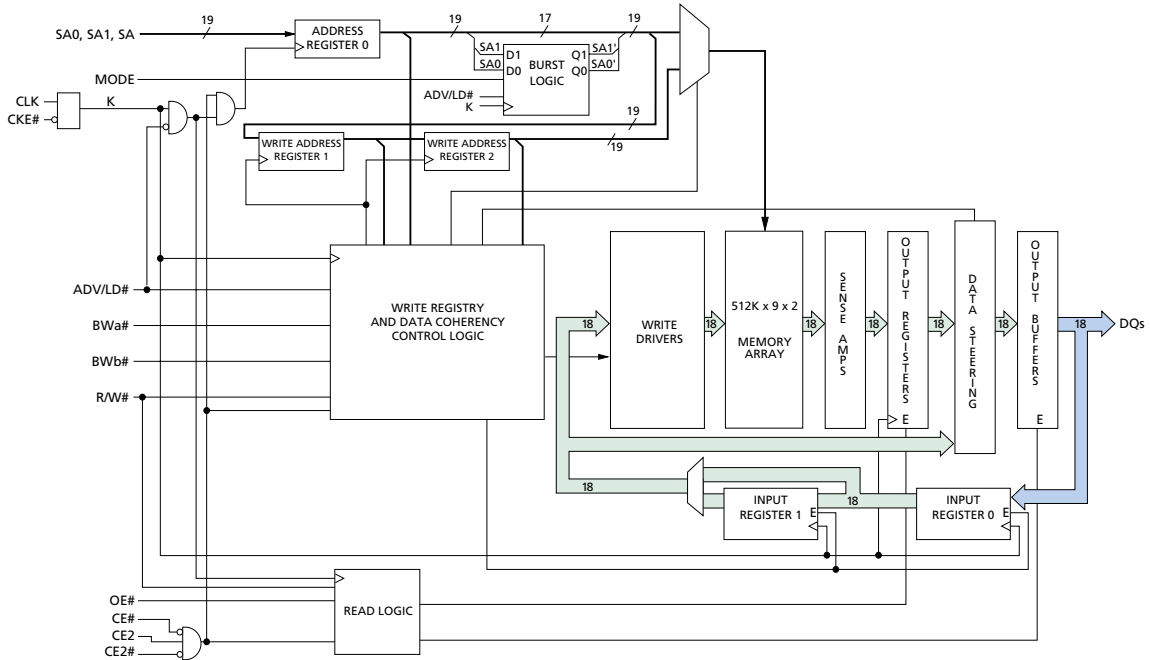 SA0, SA1, SA
19
ADDRESS
REGISTER 0
19
17
19
SA1
SA0
D1
D0
BURST
LOGIC
Q1
Q0
SA1'
SA0'
MODE
ADV/LD#
K
CLK
CKE#
K
19
19
WRITE ADDRESS
REGISTER 1
WRITE ADDRESS
REGISTER 2
ADV/LD#
BWa#
BWb#
R/W#
WRITE REGISTRY
AND DATA COHERENCY
CONTROL LOGIC
18
WRITE
DRIVERS
18
512K x 9 x 2
MEMORY
ARRAY
18
SENSE AMPS
18
OUTPUT REGISTERS
E
18
DATA STEERING
18
OUTPUT BUFFERS
E
18
DQs
18
INPUT
REGISTER 1
E
18
INPUT
REGISTER 0
E
OE#
CE#
CE2
CE2#
READ LOGIC